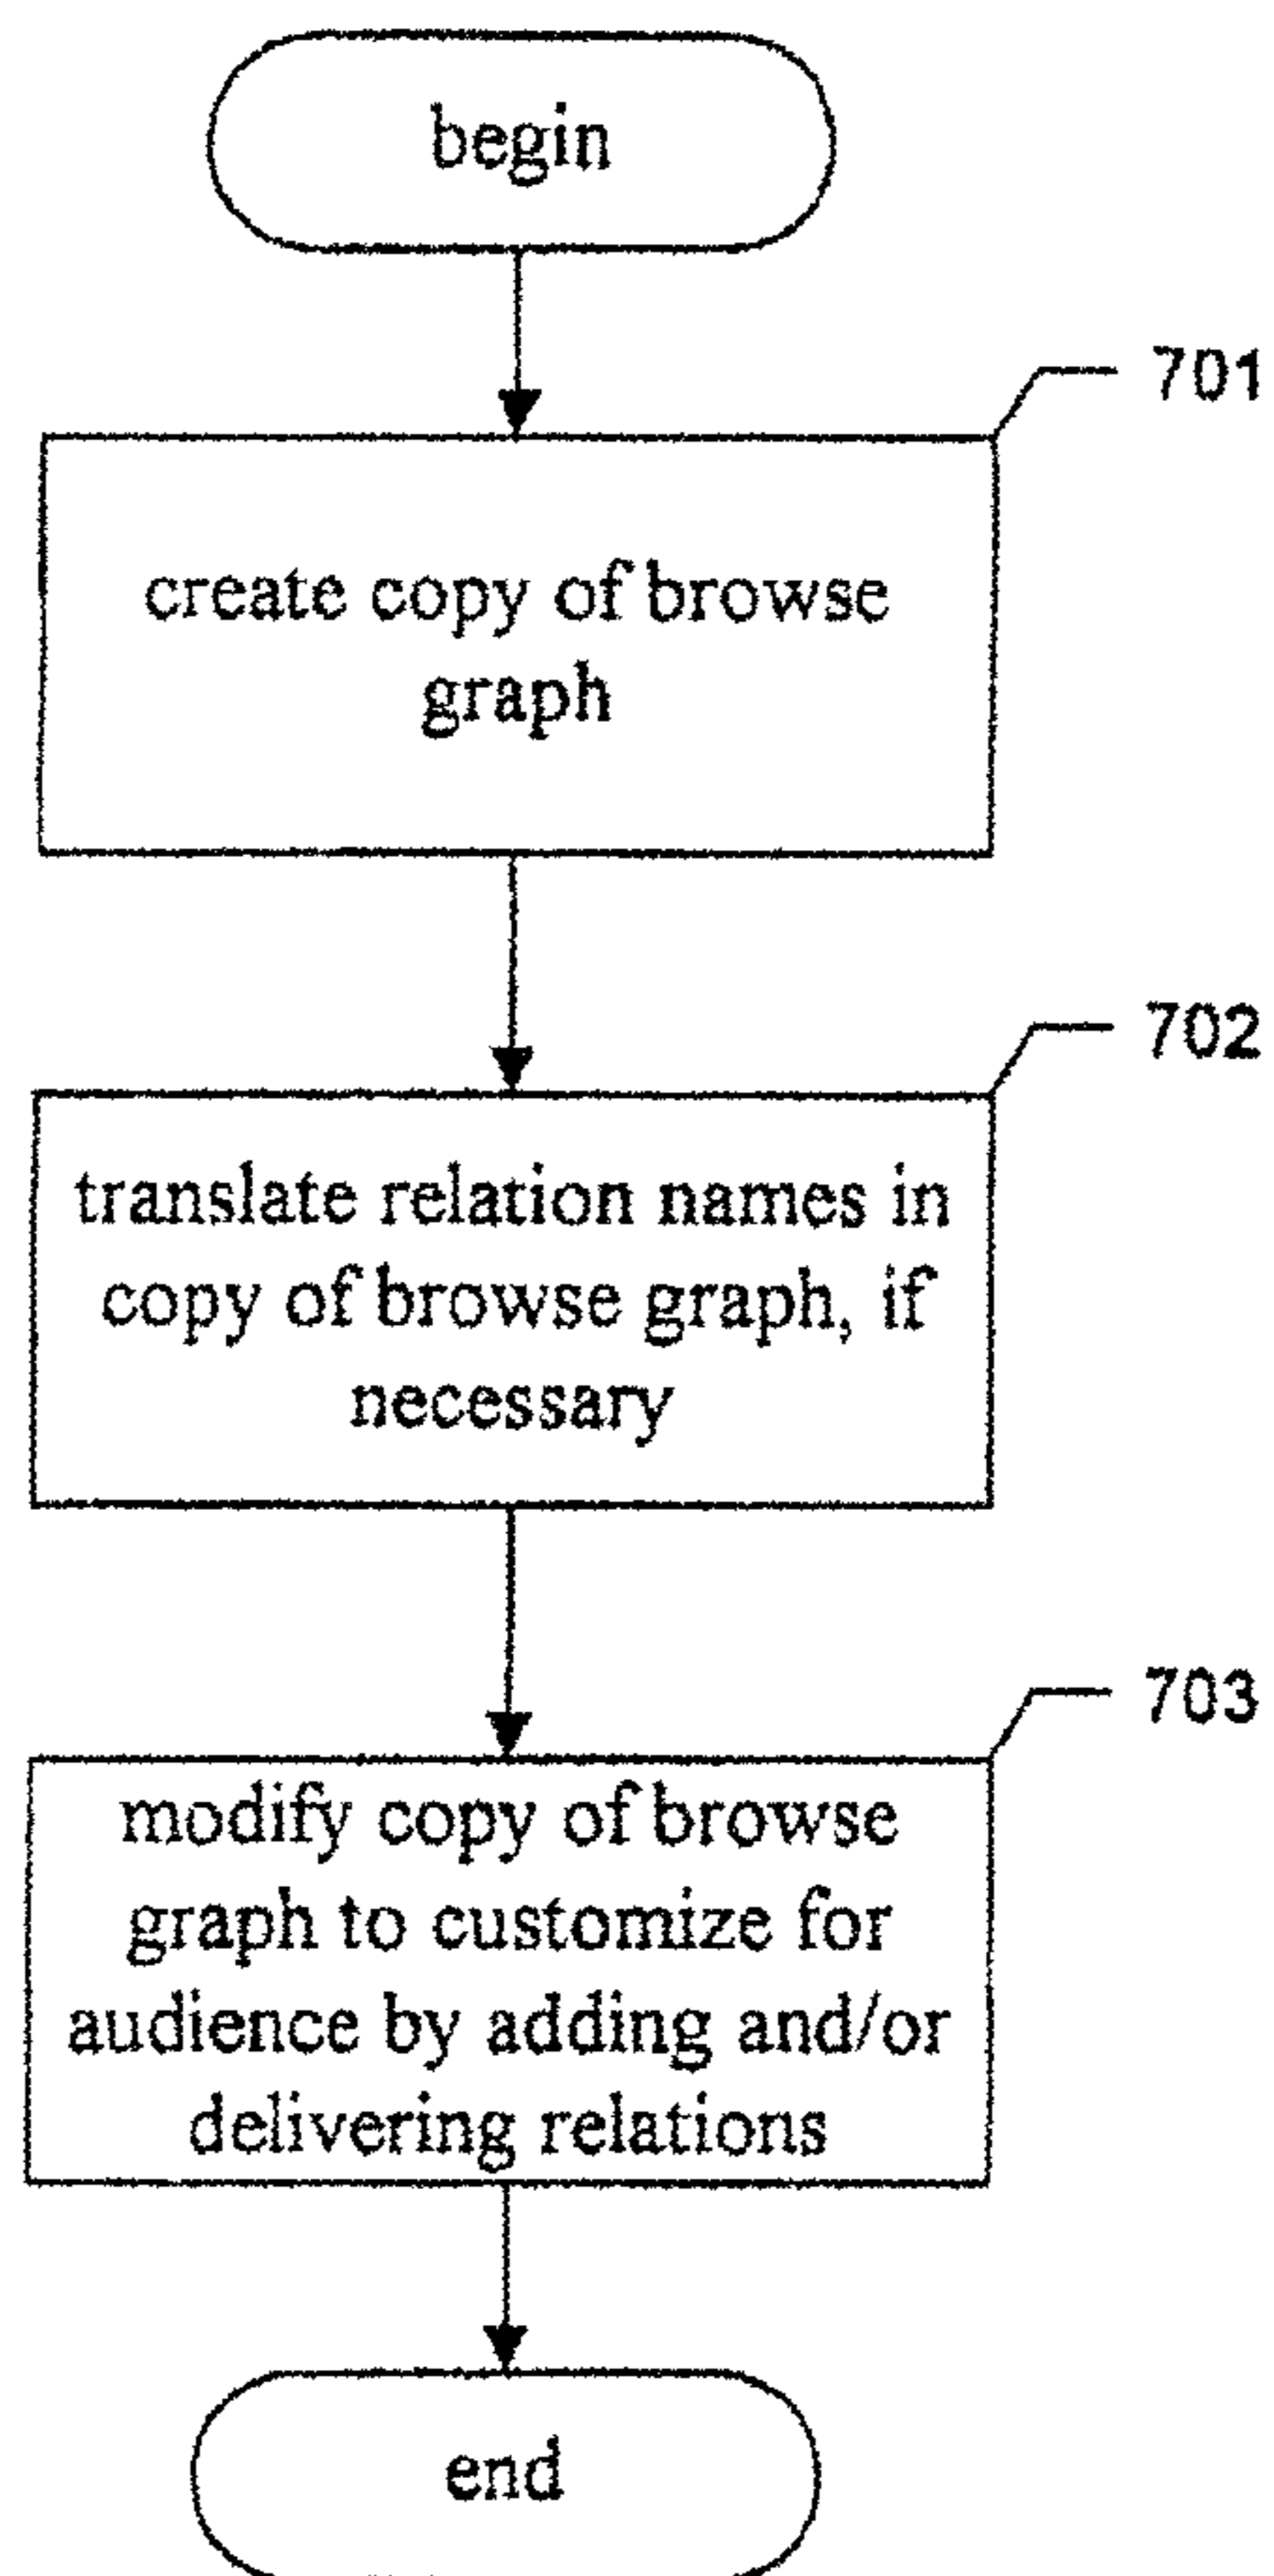 begin
701
create copy of browse
graph
702
translate relation names in
copy of browse graph, if
necessary
703
modify copy of browse
graph to customize for
audience by adding and/or
delivering relations
end